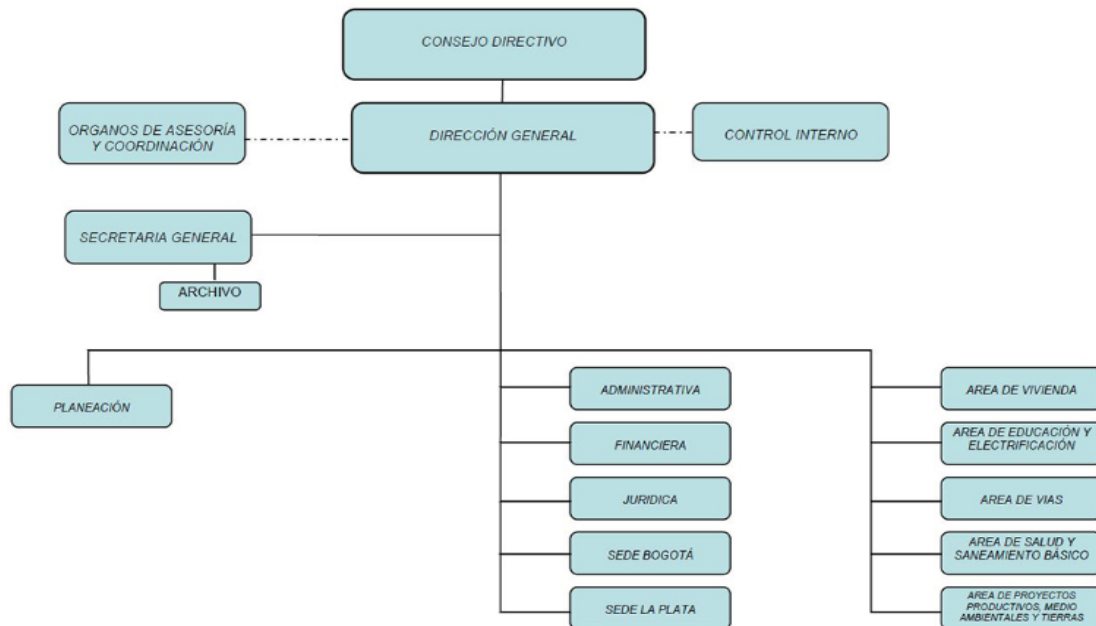 CONSEJO DIRECTIVO
ORGANOS DE ASESORÍA
Y COORDINACIÓN
DIRECCIÓN GENERAL
CONTROL INTERNO
SECRETARIA GENERAL
ARCHIVO
PLANEACIÓN
ADMINISTRATIVA
FINANCIERA
JURIDICA
SEDE BOGOTÁ
SEDE LA PLATA
AREA DE VIVIENDA
AREA DE EDUCACIÓN Y
ELECTRIFICACIÓN
AREA DE VIAS
AREA DE SALUD Y
SANEAMIENTO BÁSICO
AREA DE PROYECTOS
PRODUCTIVOS, MEDIO
AMBIENTALES Y TIERRAS